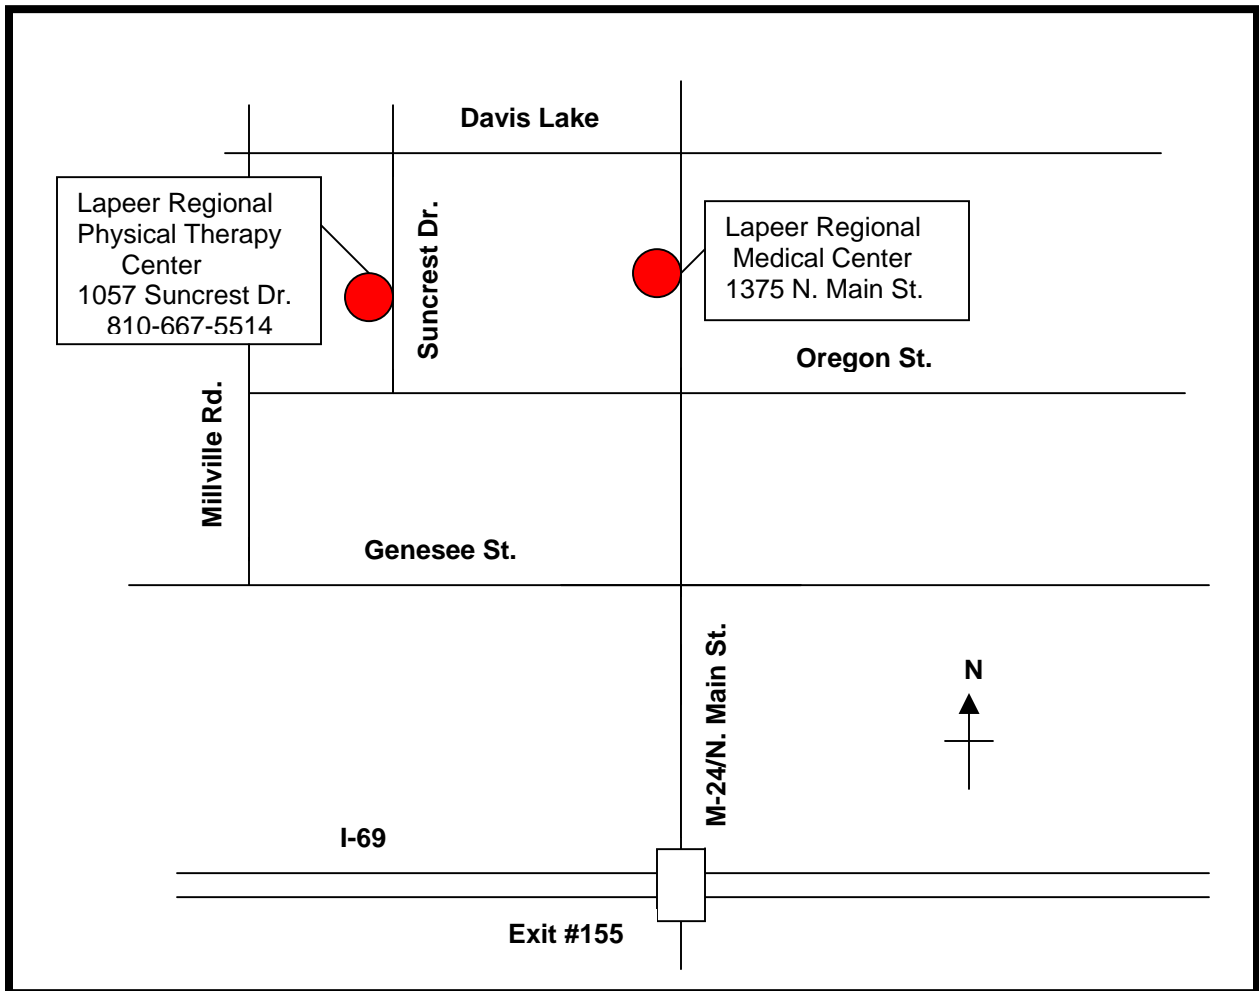 Davis Lake
Lapeer Regional
Physical Therapy
Center
1057 Suncrest Dr.
810-667-5514
Suncrest Dr.
Lapeer Regional
Medical Center
1375 N. Main St.
Oregon St.
Millville Rd.
Genesee St.
M-24/N. Main St.
N
I-69
Exit #155